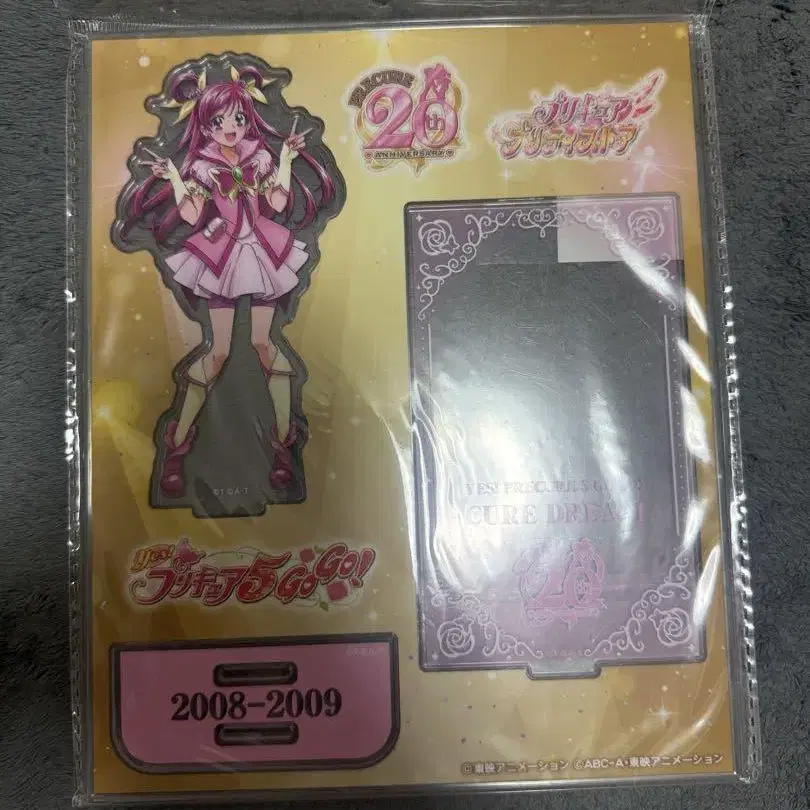 PRECURE
20th
ANNIVERSARY
プリキュア
プリティストア
YES! PRECURE 5 GOGO!
CURE DREAM
20
Yes!
プリキュア5GoGo!
2008-2009
©東映アニメーション ©ABC-A・東映アニメーション